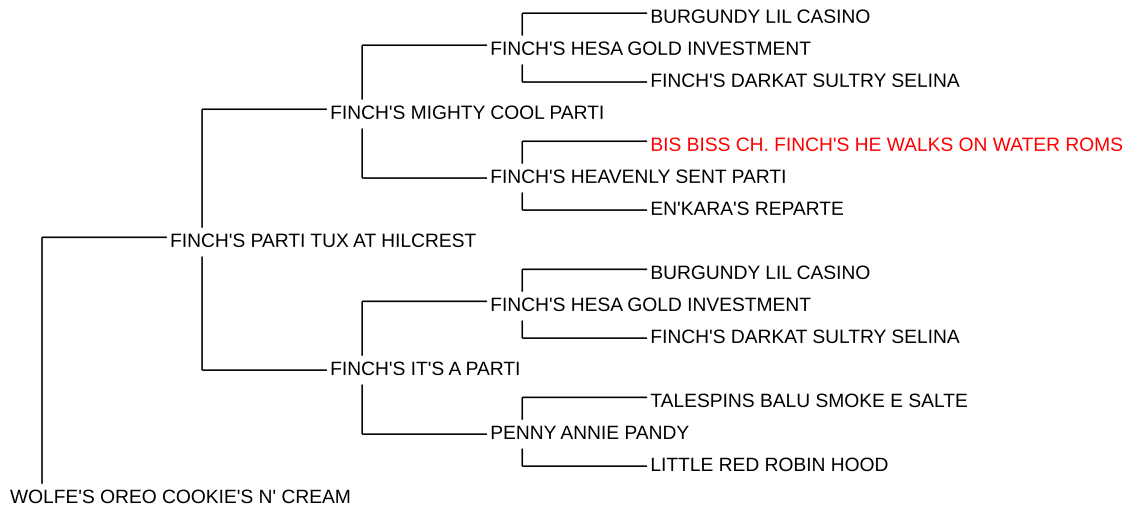 BURGUNDY LIL CASINO
FINCH'S HESA GOLD INVESTMENT
FINCH'S DARKAT SULTRY SELINA
FINCH'S MIGHTY COOL PARTI
BIS BISS CH. FINCH'S HE WALKS ON WATER ROMS
FINCH'S HEAVENLY SENT PARTI
EN'KARA'S REPARTE
FINCH'S PARTI TUX AT HILCREST
BURGUNDY LIL CASINO
FINCH'S HESA GOLD INVESTMENT
FINCH'S DARKAT SULTRY SELINA
FINCH'S IT'S A PARTI
TALESPINS BALU SMOKE E SALTE
PENNY ANNIE PANDY
LITTLE RED ROBIN HOOD
WOLFE'S OREO COOKIE'S N' CREAM